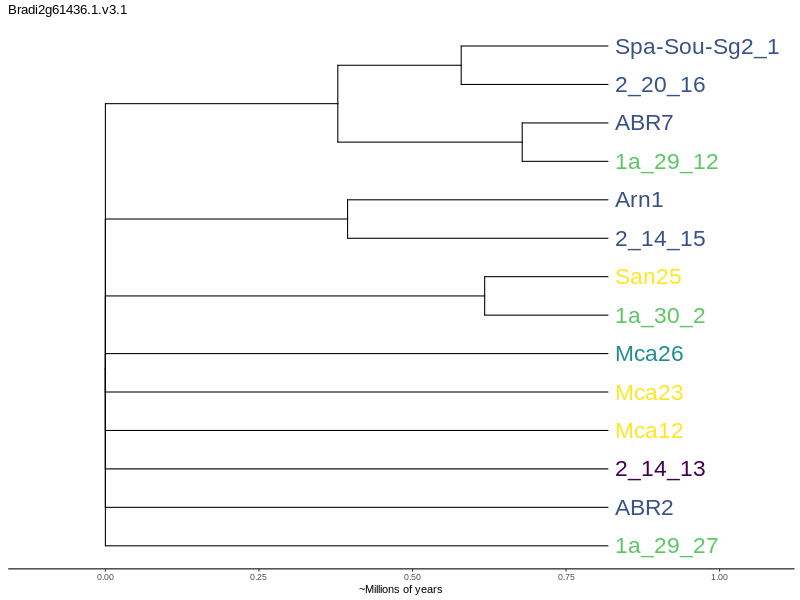 Bradi2g61436.1.v3.1
Spa-Sou-Sg2_1
2_20_16
ABR7
1a_29_12
Arn1
2_14_15
San25
1a_30_2
Mca26
Mca23
Mca12
2_14_13
ABR2
1a_29_27
0.00 0.25 0.50 0.75 1.00
~Millions of years